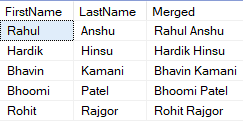 FirstName LastName Merged
Rahul Anshu Rahul Anshu
Hardik Hinsu Hardik Hinsu
Bhavin Kamani Bhavin Kamani
Bhoomi Patel Bhoomi Patel
Rohit Rajgor Rohit Rajgor